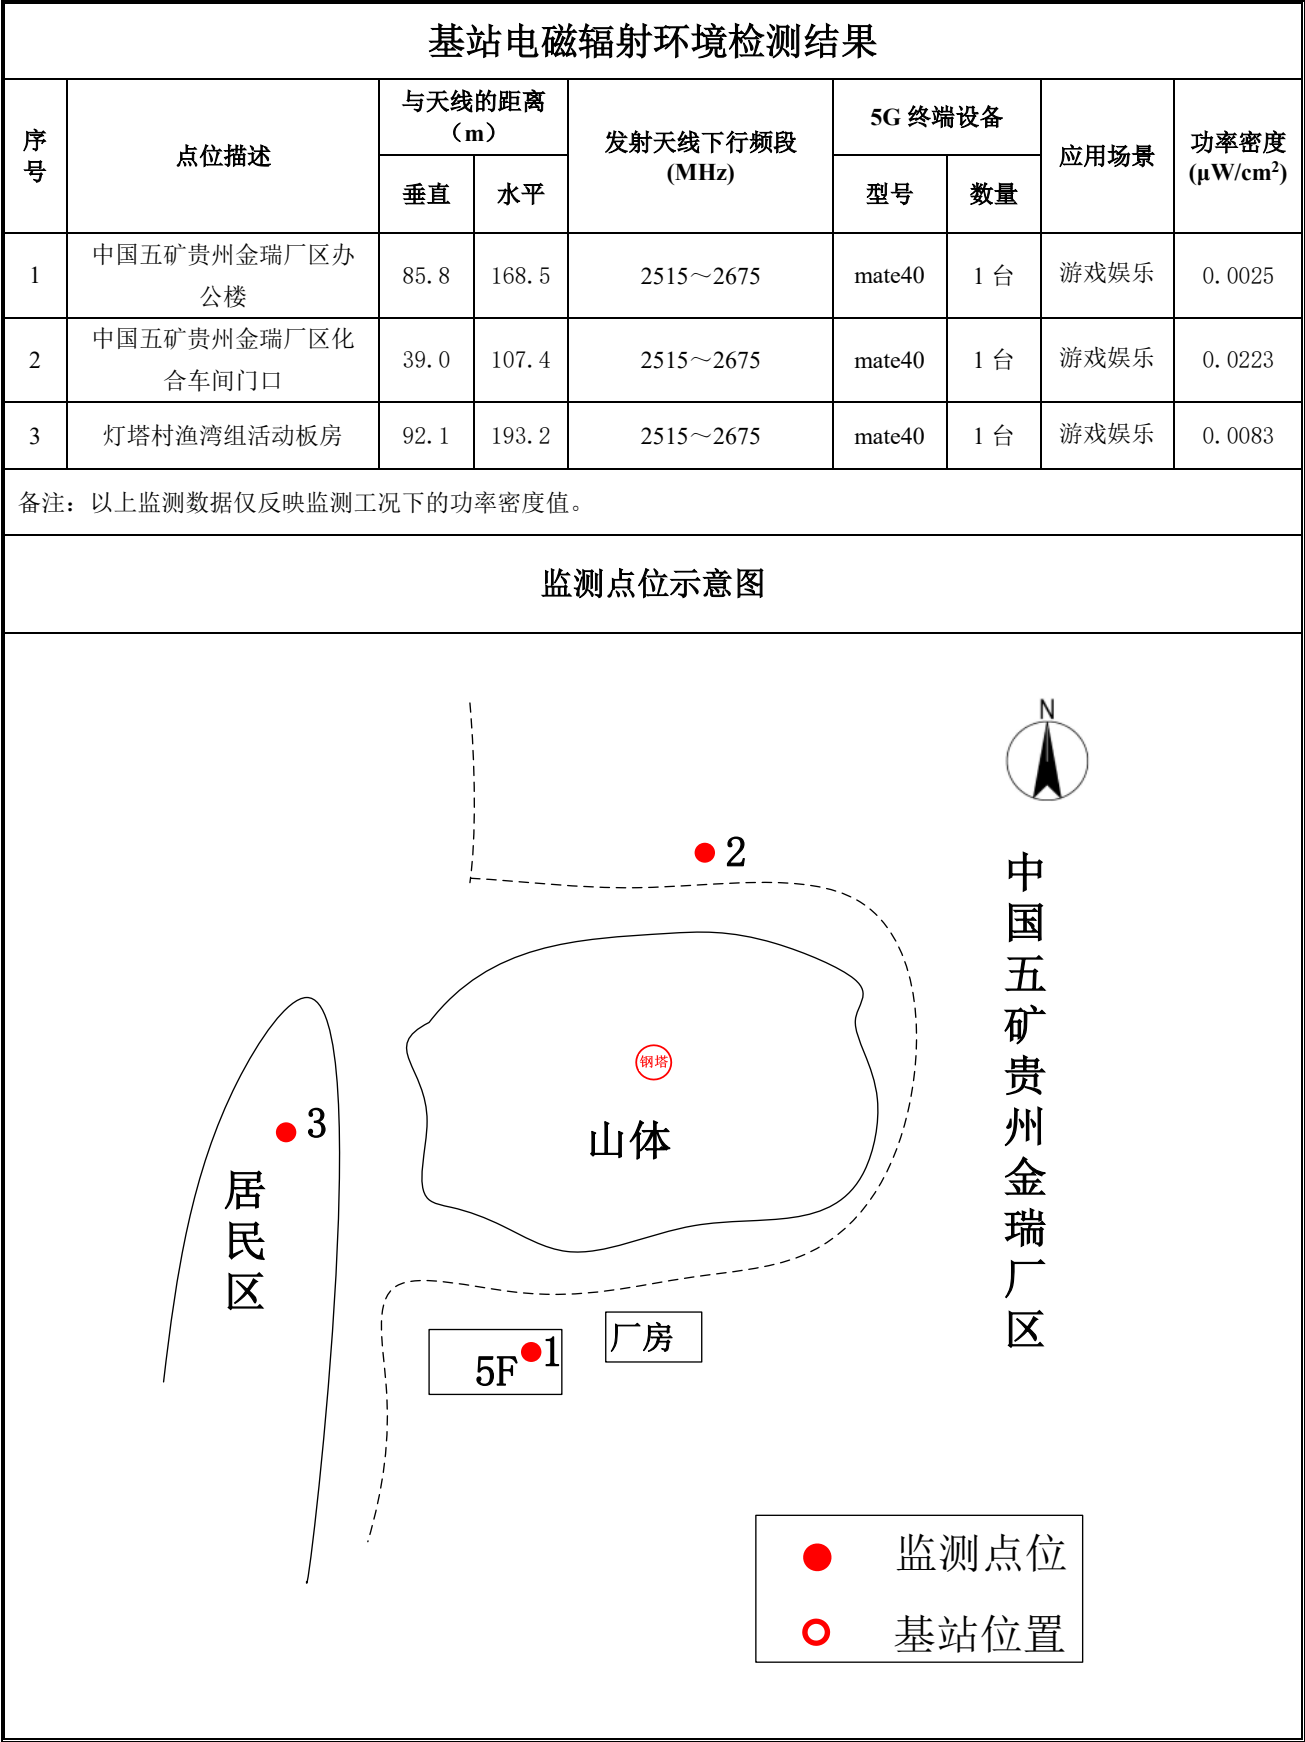 基站电磁辐射环境检测结果
序号 点位描述 与天线的距离（m） 发射天线下行频段(MHz) 5G 终端设备 应用场景 功率密度(μW/cm²)
垂直 水平 型号 数量
1 中国五矿贵州金瑞厂区办公楼 85.8 168.5 2515～2675 mate40 1 台 游戏娱乐 0.0025
2 中国五矿贵州金瑞厂区化合车间门口 39.0 107.4 2515～2675 mate40 1 台 游戏娱乐 0.0223
3 灯塔村渔湾组活动板房 92.1 193.2 2515～2675 mate40 1 台 游戏娱乐 0.0083
备注：以上监测数据仅反映监测工况下的功率密度值。
监测点位示意图
N
2
中国五矿贵州金瑞厂区
钢塔
山体
3
居民区
厂房
5F
1
监测点位
基站位置